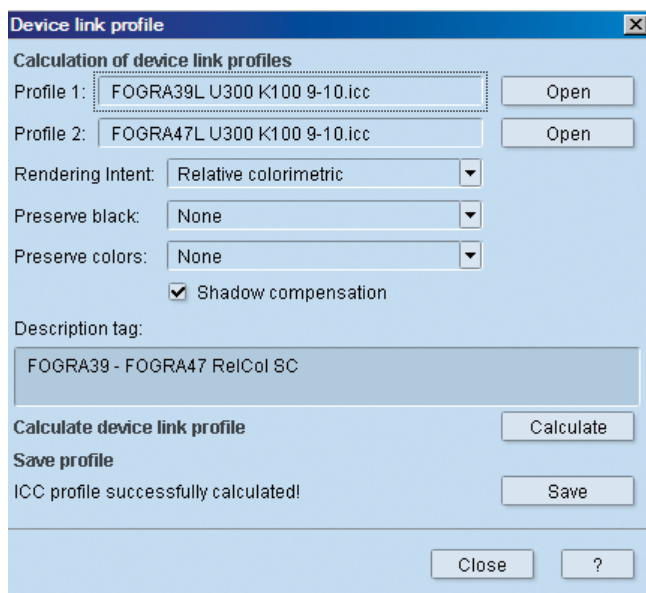 Device link profile
Calculation of device link profiles
Profile 1: FOGRA39L U300 K100 9-10.icc Open
Profile 2: FOGRA47L U300 K100 9-10.icc Open
Rendering Intent: Relative colorimetric
Preserve black: None
Preserve colors: None
Shadow compensation
Description tag:
FOGRA39 - FOGRA47 RelCol SC
Calculate device link profile Calculate
Save profile
ICC profile successfully calculated! Save
Close ?